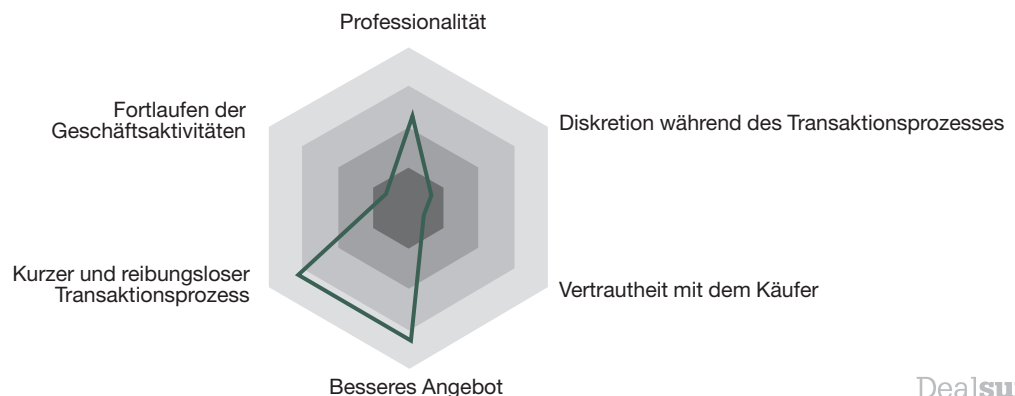 Professionalität
Fortlaufen der
Geschäftsaktivitäten
Diskretion während des Transaktionsprozesses
Kurzer und reibungsloser
Transaktionsprozess
Vertrautheit mit dem Käufer
Besseres Angebot
Dealsu